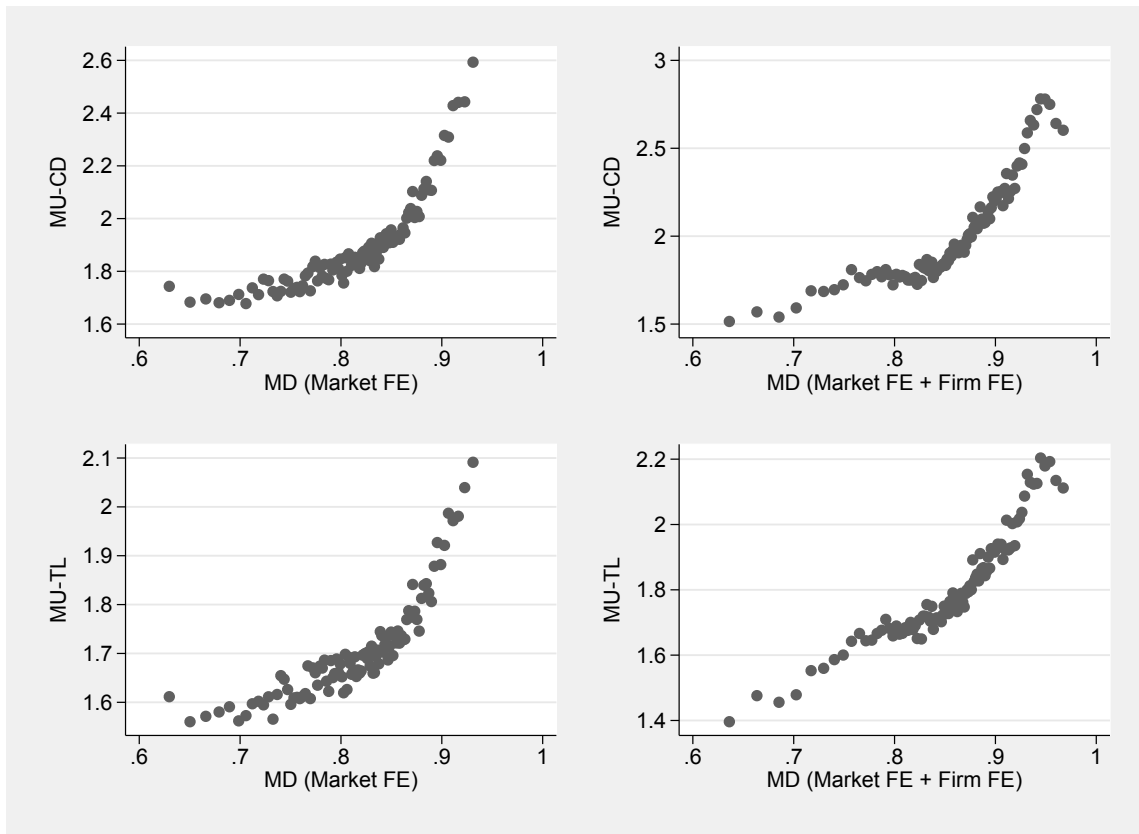 2.6
2.4
2.2
2
1.8
1.6
MU-CD
.6 .7 .8 .9 1
MD (Market FE)
3
2.5
2
1.5
MU-CD
.6 .7 .8 .9 1
MD (Market FE + Firm FE)
2.1
2
1.9
1.8
1.7
1.6
MU-TL
.6 .7 .8 .9 1
MD (Market FE)
2.2
2
1.8
1.6
1.4
MU-TL
.6 .7 .8 .9 1
MD (Market FE + Firm FE)